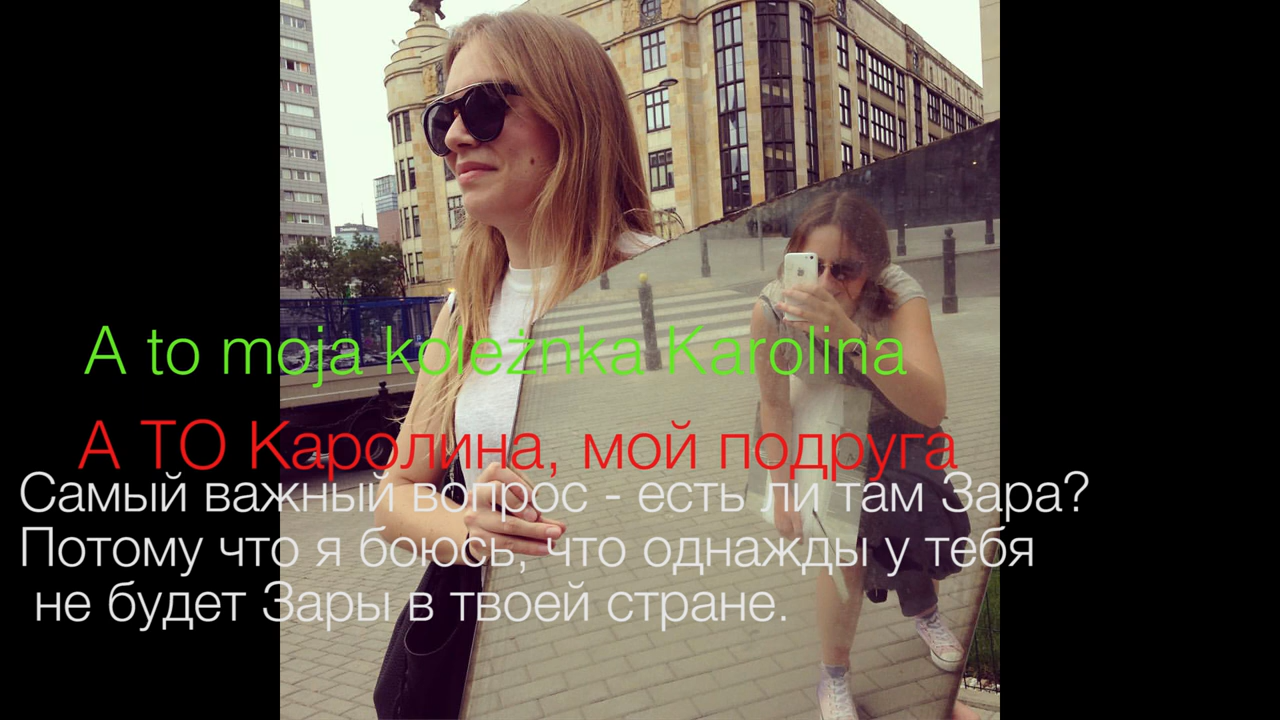 A to moja koleżnka Karolina
А ТО Каролина, мой подруга
Самый важный вопрос - есть ли там Зара?
Потому что я боюсь, что однажды у тебя
не будет Зары в твоей стране.